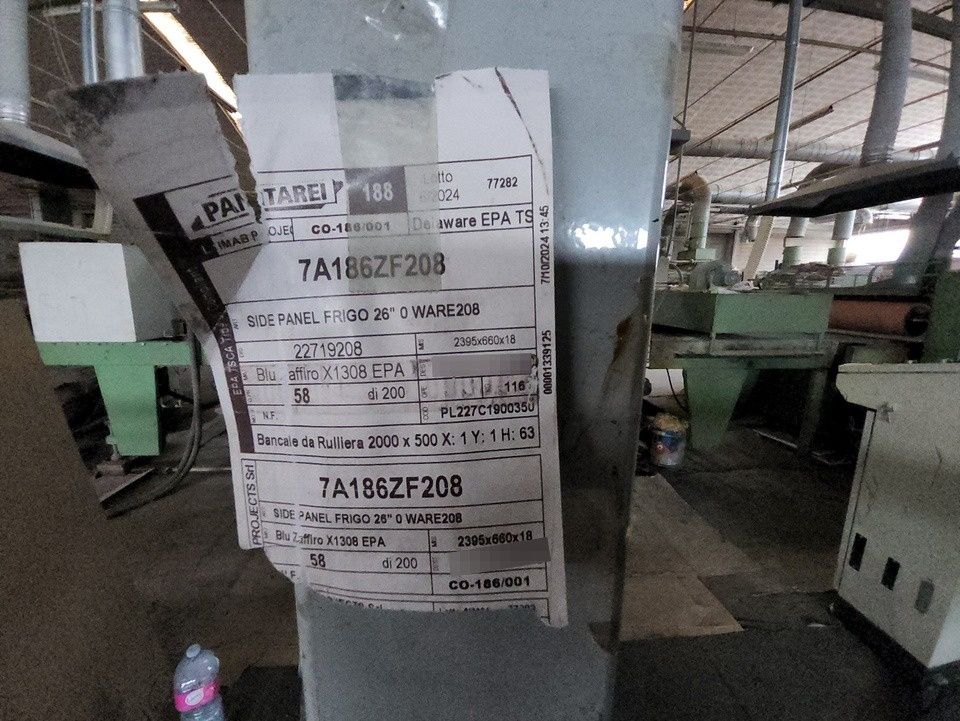 PANTAREI 188 Lotto 77282
/2024
CO-186/001 Delaware EPA TS
L IMAB P
7A186ZF208
SIDE PANEL FRIGO 26" 0 WARE208
22719208 2395x660x18
Blu Zaffiro X1308 EPA
58 di 200 116
N.F. PL227C1900350
Bancale da Rulliera 2000 x 500 X: 1 Y: 1 H: 63
7A186ZF208
SIDE PANEL FRIGO 26" 0 WARE208
Blu Zaffiro X1308 EPA 2395x660x18
58 di 200
CO-186/001
PROJECTS Srl
7/10/2024 13:45
000001339125